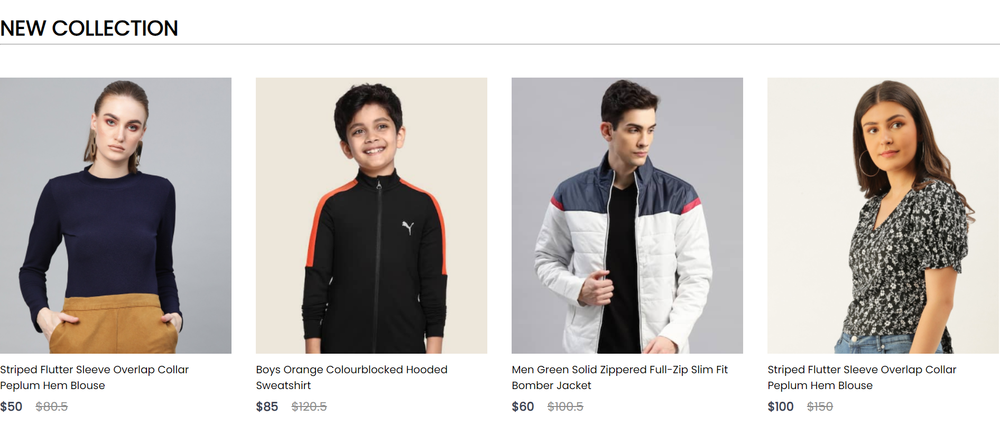 NEW COLLECTION
Striped Flutter Sleeve Overlap Collar
Peplum Hem Blouse
$50 $80.5
Boys Orange Colourblocked Hooded
Sweatshirt
$85 $120.5
Men Green Solid Zippered Full-Zip Slim Fit
Bomber Jacket
$60 $100.5
Striped Flutter Sleeve Overlap Collar
Peplum Hem Blouse
$100 $150